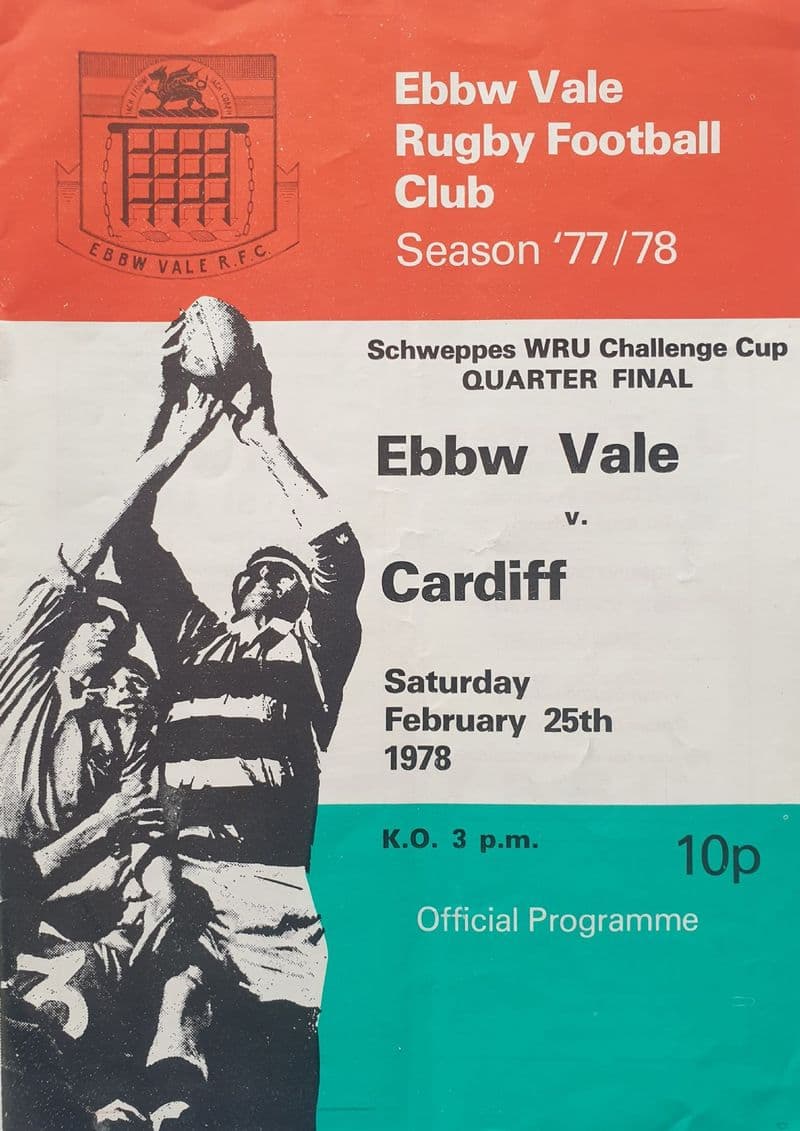 EBBW VALE R.F.C.
Ebbw Vale
Rugby Football
Club
Season '77/78
Schweppes WRU Challenge Cup
QUARTER FINAL
Ebbw Vale
v.
Cardiff
Saturday
February 25th
1978
K.O. 3 p.m.
10p
Official Programme
3